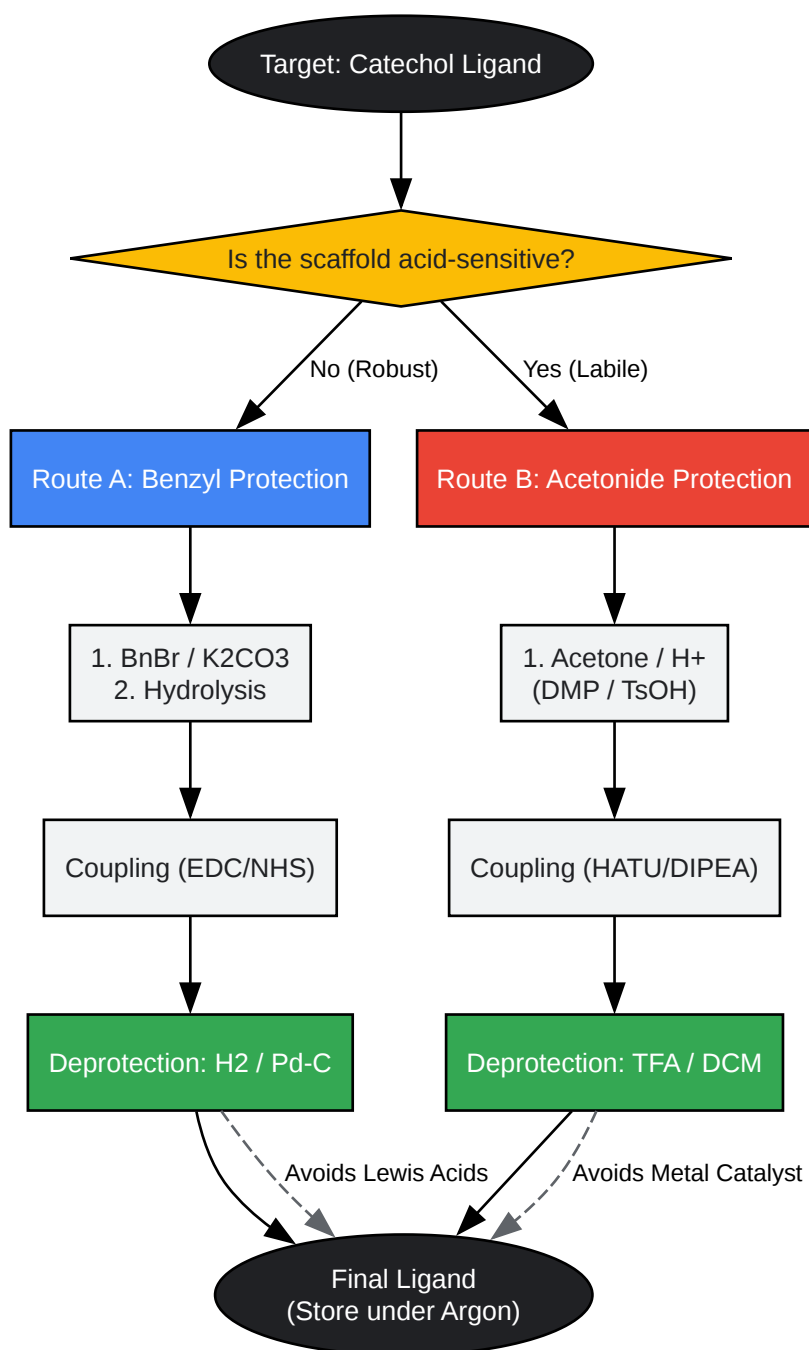 Target: Catechol Ligand
Is the scaffold acid-sensitive?
No (Robust)
Yes (Labile)
Route A: Benzyl Protection
Route B: Acetonide Protection
1. BnBr / K2CO3
2. Hydrolysis
1. Acetone / H+
(DMP / TsOH)
Coupling (EDC/NHS)
Coupling (HATU/DIPEA)
Deprotection: H2 / Pd-C
Deprotection: TFA / DCM
Avoids Lewis Acids
Avoids Metal Catalyst
Final Ligand
(Store under Argon)